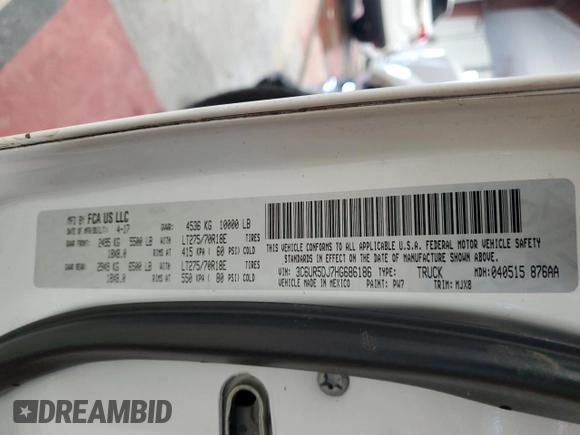 MFD BY: FCA US LLC
DATE OF MFR/BUILT: 4-17 GVWR: 4536 KG 10000 LB
GAWR FRONT: 2495 KG 5500 LB LT275/70R18E TIRES
18X8.0 RIMS AT 415 KPA ( 60 PSI) COLD
GAWR REAR: 2949 KG 6500 LB LT275/70R18E TIRES
18X8.0 RIMS AT 550 KPA ( 80 PSI) COLD
THIS VEHICLE CONFORMS TO ALL APPLICABLE U.S.A. FEDERAL MOTOR VEHICLE SAFETY
STANDARDS IN EFFECT ON THE DATE OF MANUFACTURE SHOWN ABOVE.
VIN: 3C6UR5DJ7HG686186 TYPE: TRUCK MDH: 040515 876AA
VEHICLE MADE IN MEXICO PAINT: PW7 TRIM: MJX8
DREAMBID